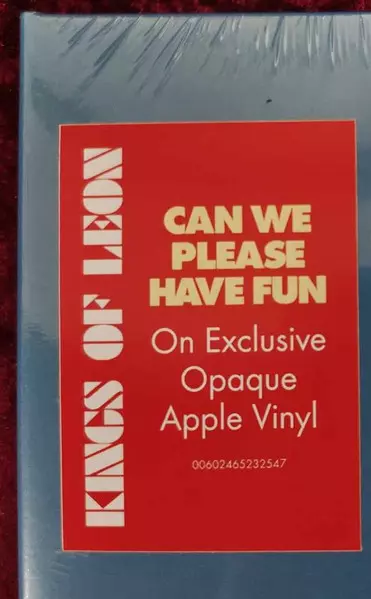 KINGS OF LEON
CAN WE
PLEASE
HAVE FUN
On Exclusive
Opaque
Apple Vinyl
00602465232547